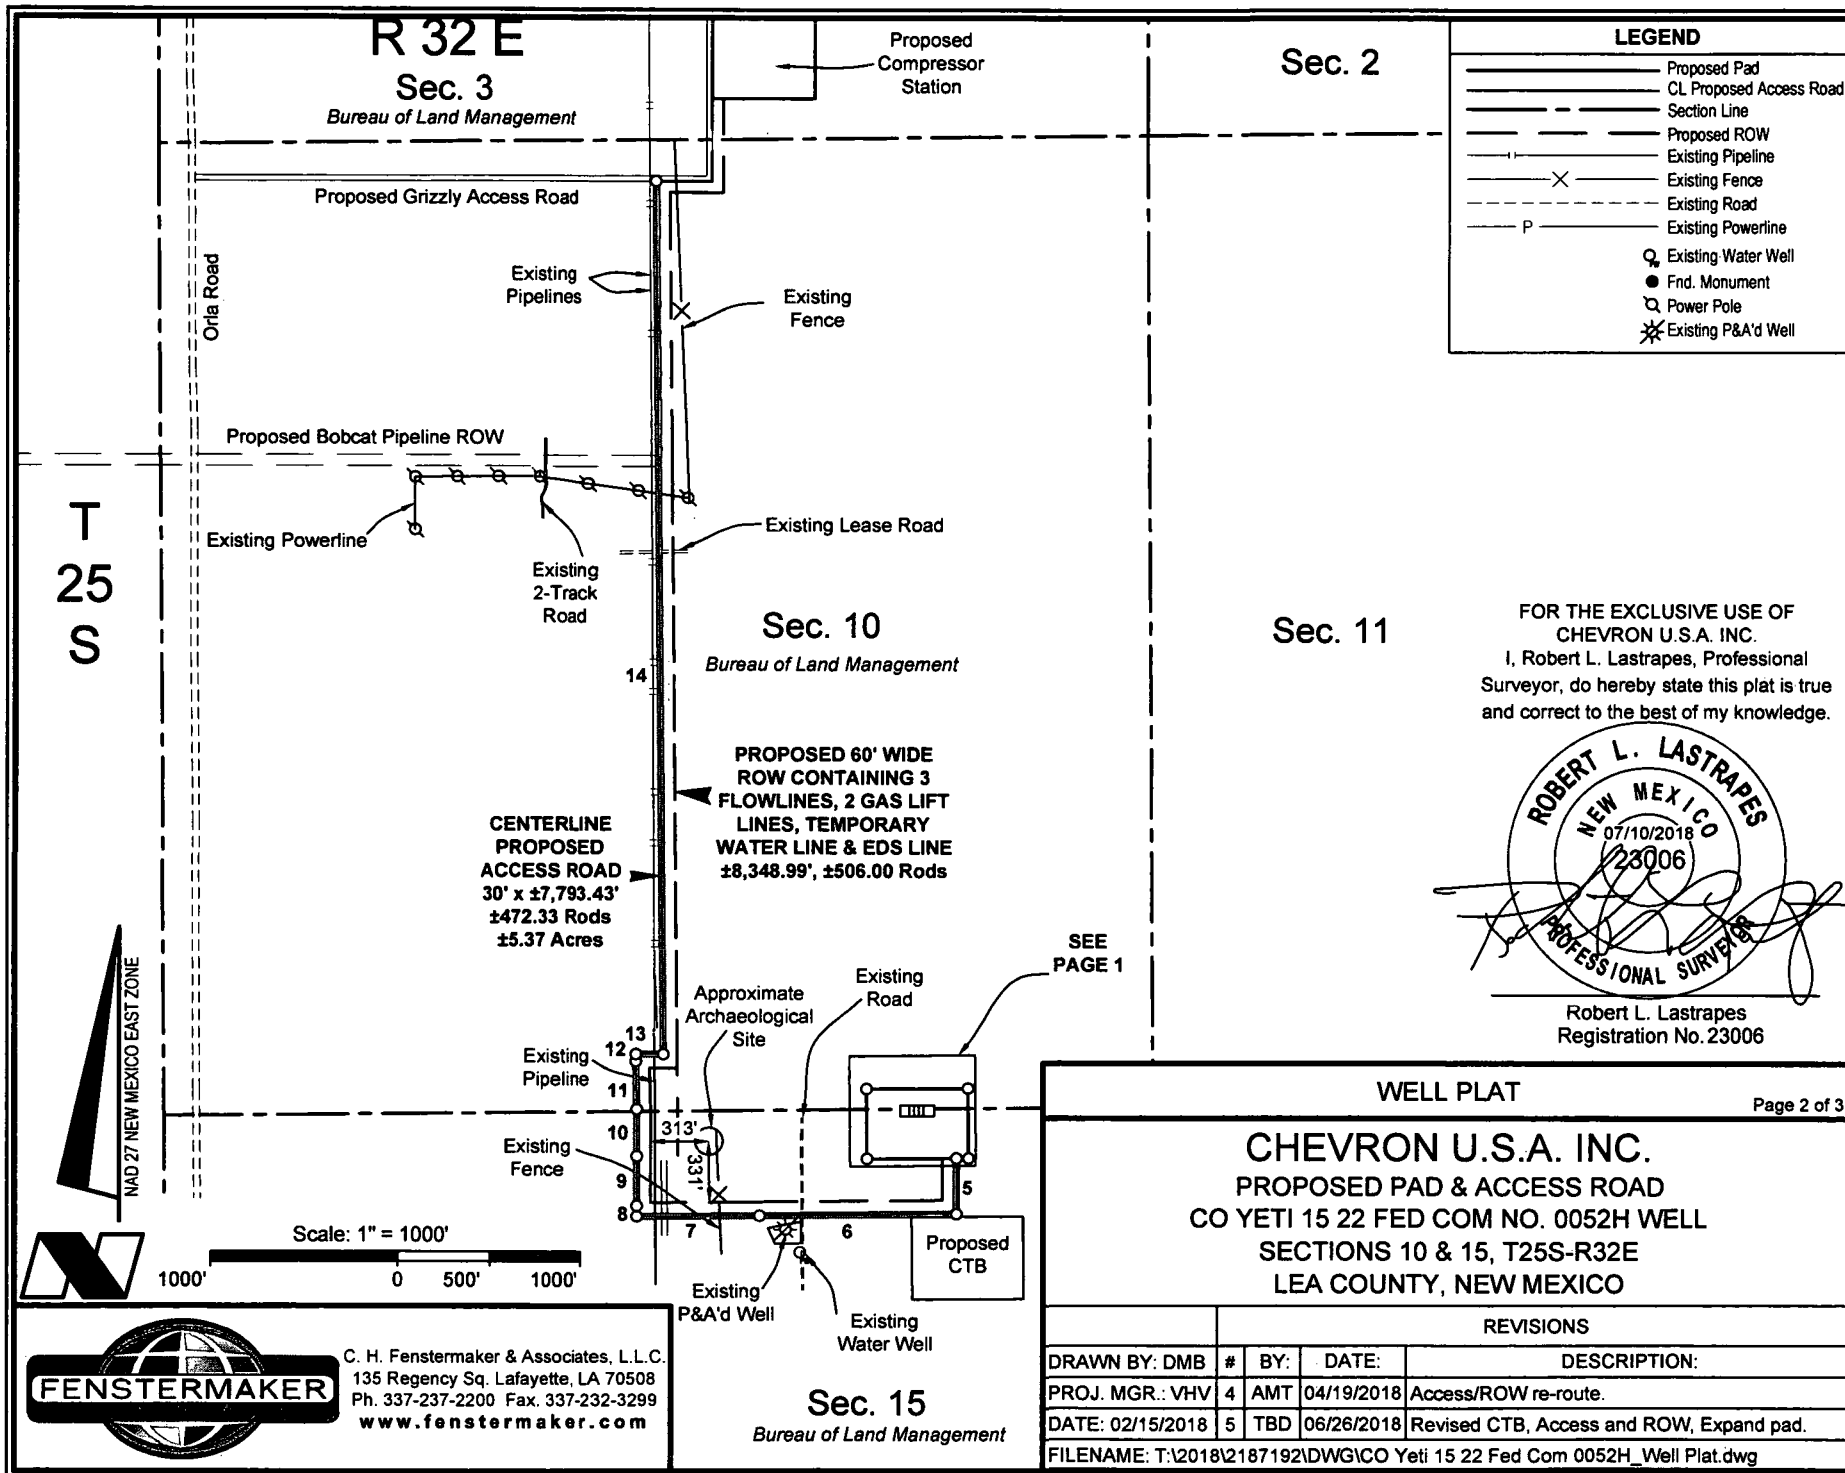 R 32 E
Sec. 3
Bureau of Land Management
Proposed
Compressor
Station
Sec. 2
LEGEND
Proposed Pad
CL Proposed Access Road
Section Line
Proposed ROW
Existing Pipeline
Existing Fence
Existing Road
P
Existing Powerline
Existing Water Well
Fnd. Monument
Power Pole
Existing P&A'd Well
Proposed Grizzly Access Road
Orla Road
Existing
Pipelines
Existing
Fence
Proposed Bobcat Pipeline ROW
Existing Powerline
Existing
2-Track
Road
Existing Lease Road
T
25
S
Sec. 10
Bureau of Land Management
14
Sec. 11
FOR THE EXCLUSIVE USE OF
CHEVRON U.S.A. INC.
I, Robert L. Lastrapes, Professional
Surveyor, do hereby state this plat is true
and correct to the best of my knowledge.
ROBERT L. LASTRAPES
NEW MEXICO
07/10/2018
23006
PROFESSIONAL SURVEYOR
Robert L. Lastrapes
Registration No. 23006
PROPOSED 60' WIDE
ROW CONTAINING 3
FLOWLINES, 2 GAS LIFT
LINES, TEMPORARY
WATER LINE & EDS LINE
±8,348.99', ±506.00 Rods
CENTERLINE
PROPOSED
ACCESS ROAD
30' x ±7,793.43'
±472.33 Rods
±5.37 Acres
NAD 27 NEW MEXICO EAST ZONE
SEE
PAGE 1
Existing
Road
Approximate
Archaeological
Site
13
12
Existing
Pipeline
11
10
313'
331'
Existing
Fence
9
8
7
6
5
Proposed
CTB
Existing
P&A'd Well
Existing
Water Well
Scale: 1" = 1000'
1000'
0
500'
1000'
Sec. 15
Bureau of Land Management
FENSTERMAKER
C. H. Fenstermaker & Associates, L.L.C.
135 Regency Sq. Lafayette, LA 70508
Ph. 337-237-2200 Fax. 337-232-3299
www.fenstermaker.com
WELL PLAT
Page 2 of 3
CHEVRON U.S.A. INC.
PROPOSED PAD & ACCESS ROAD
CO YETI 15 22 FED COM NO. 0052H WELL
SECTIONS 10 & 15, T25S-R32E
LEA COUNTY, NEW MEXICO
REVISIONS
DRAWN BY: DMB # BY: DATE: DESCRIPTION:
PROJ. MGR.: VHV 4 AMT 04/19/2018 Access/ROW re-route.
DATE: 02/15/2018 5 TBD 06/26/2018 Revised CTB, Access and ROW, Expand pad.
FILENAME: T:\2018\2187192\DWG\CO Yeti 15 22 Fed Com 0052H_Well Plat.dwg